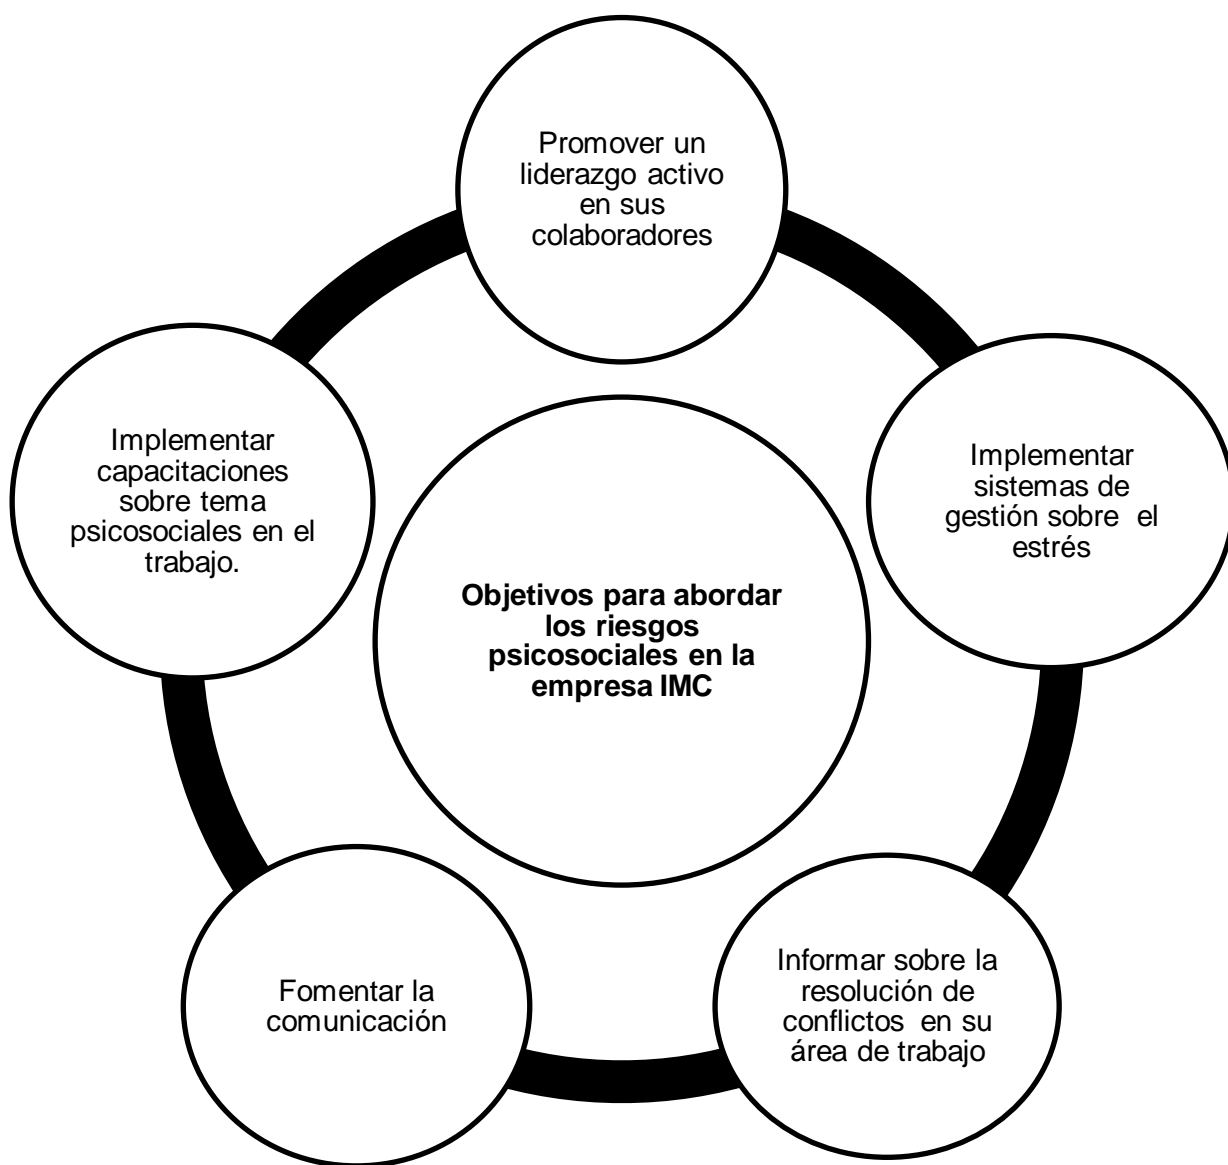 Promover un
liderazgo activo
en sus
colaboradores
Implementar
sistemas de
gestión sobre  el
estrés
Informar sobre la
resolución de
conflictos  en su
área de trabajo
Fomentar la
comunicación
Implementar
capacitaciones
sobre tema
psicosociales en el
trabajo.
Objetivos para abordar
los riesgos
psicosociales en la
empresa IMC